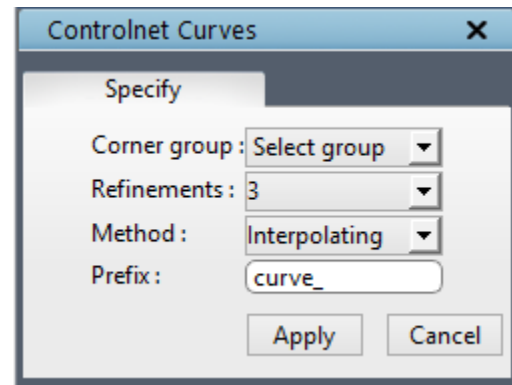 Controlnet Curves
Specify
Corner group : Select group
Refinements : 3
Method : Interpolating
Prefix : curve_
Apply Cancel